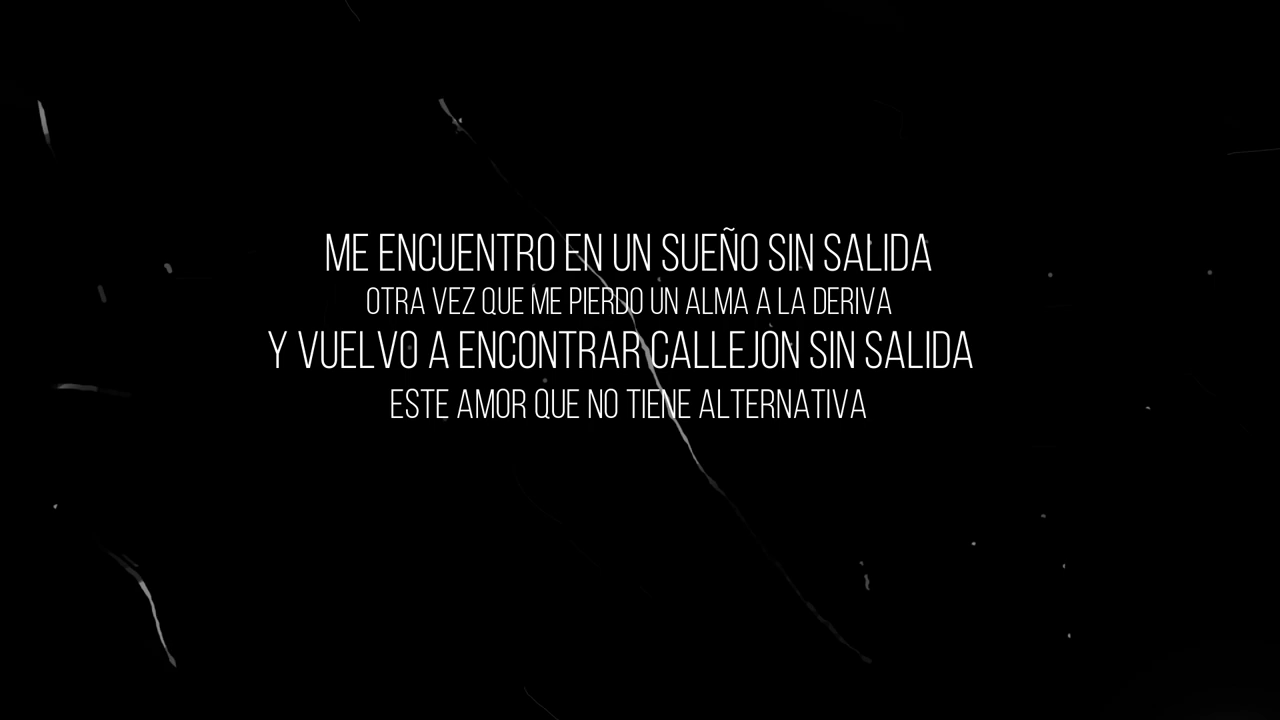 ME ENCUENTRO EN UN SUEÑO SIN SALIDA
OTRA VEZ QUE ME PIERDO UN ALMA A LA DERIVA
Y VUELVO A ENCONTRAR CALLEJON SIN SALIDA
ESTE AMOR QUE NO TIENE ALTERNATIVA